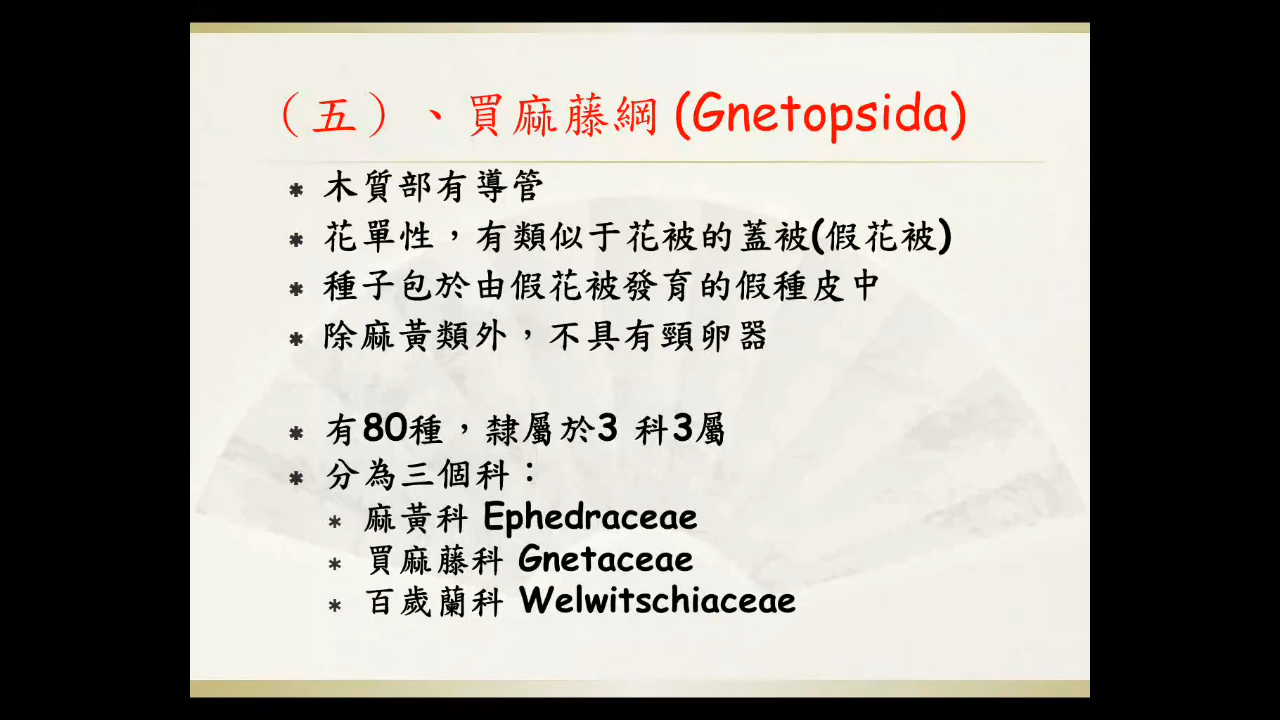 （五）、買麻藤綱 (Gnetopsida)
木質部有導管
花單性，有類似于花被的蓋被(假花被)
種子包於由假花被發育的假種皮中
除麻黃類外，不具有頸卵器
有80種，隸屬於3 科3屬
分為三個科：
麻黃科 Ephedraceae
買麻藤科 Gnetaceae
百歲蘭科 Welwitschiaceae